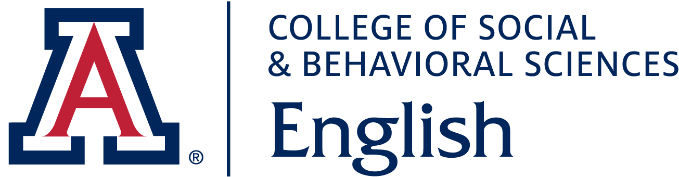 A®
COLLEGE OF SOCIAL
& BEHAVIORAL SCIENCES
English